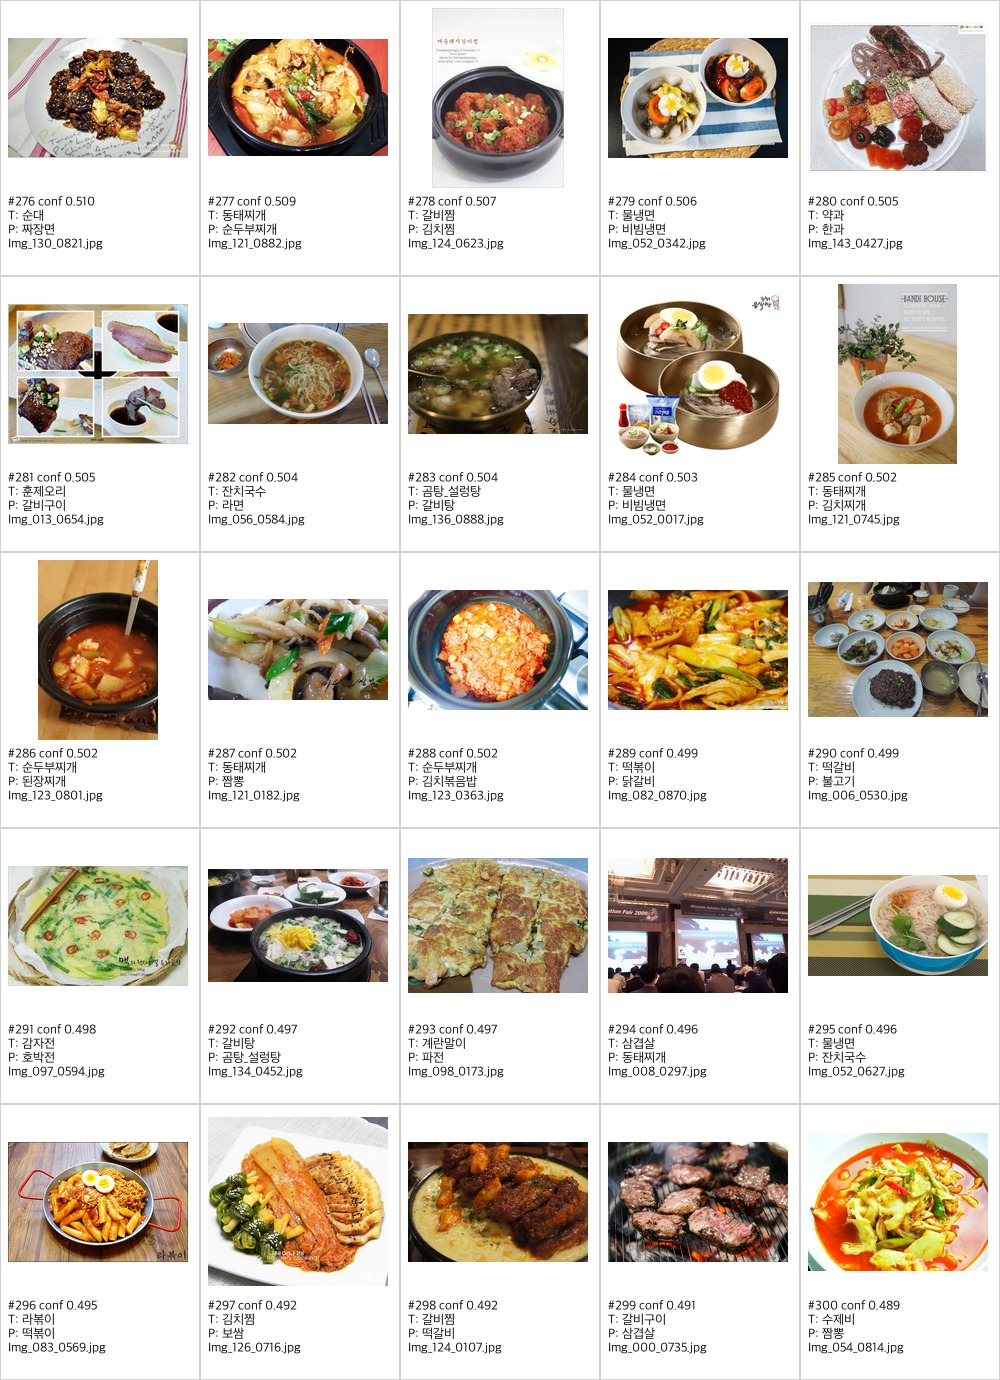 #276 conf 0.510
T: 순대
P: 짜장면
Img_130_0821.jpg
#277 conf 0.509
T: 동태찌개
P: 순두부찌개
Img_121_0882.jpg
#278 conf 0.507
T: 갈비찜
P: 김치찜
Img_124_0623.jpg
#279 conf 0.506
T: 물냉면
P: 비빔냉면
Img_052_0342.jpg
#280 conf 0.505
T: 약과
P: 한과
Img_143_0427.jpg
-BANDI HOUSE-
#281 conf 0.505
T: 훈제오리
P: 갈비구이
Img_013_0654.jpg
#282 conf 0.504
T: 잔치국수
P: 라면
Img_056_0584.jpg
#283 conf 0.504
T: 곰탕_설렁탕
P: 갈비탕
Img_136_0888.jpg
#284 conf 0.503
T: 물냉면
P: 비빔냉면
Img_052_0017.jpg
#285 conf 0.502
T: 동태찌개
P: 김치찌개
Img_121_0745.jpg
#286 conf 0.502
T: 순두부찌개
P: 된장찌개
Img_123_0801.jpg
#287 conf 0.502
T: 동태찌개
P: 짬뽕
Img_121_0182.jpg
#288 conf 0.502
T: 순두부찌개
P: 김치볶음밥
Img_123_0363.jpg
#289 conf 0.499
T: 떡볶이
P: 닭갈비
Img_082_0870.jpg
#290 conf 0.499
T: 떡갈비
P: 불고기
Img_006_0530.jpg
#291 conf 0.498
T: 감자전
P: 호박전
Img_097_0594.jpg
#292 conf 0.497
T: 갈비탕
P: 곰탕_설렁탕
Img_134_0452.jpg
#293 conf 0.497
T: 계란말이
P: 파전
Img_098_0173.jpg
#294 conf 0.496
T: 삼겹살
P: 동태찌개
Img_008_0297.jpg
#295 conf 0.496
T: 물냉면
P: 잔치국수
Img_052_0627.jpg
라볶이
#296 conf 0.495
T: 라볶이
P: 떡볶이
Img_083_0569.jpg
#297 conf 0.492
T: 김치찜
P: 보쌈
Img_126_0716.jpg
#298 conf 0.492
T: 갈비찜
P: 떡갈비
Img_124_0107.jpg
#299 conf 0.491
T: 갈비구이
P: 삼겹살
Img_000_0735.jpg
#300 conf 0.489
T: 수제비
P: 짬뽕
Img_054_0814.jpg